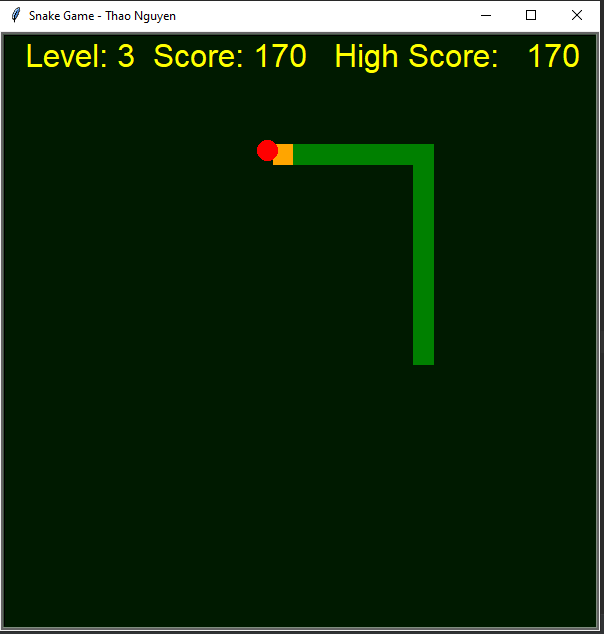 Snake Game - Thao Nguyen
Level: 3 Score: 170 High Score: 170